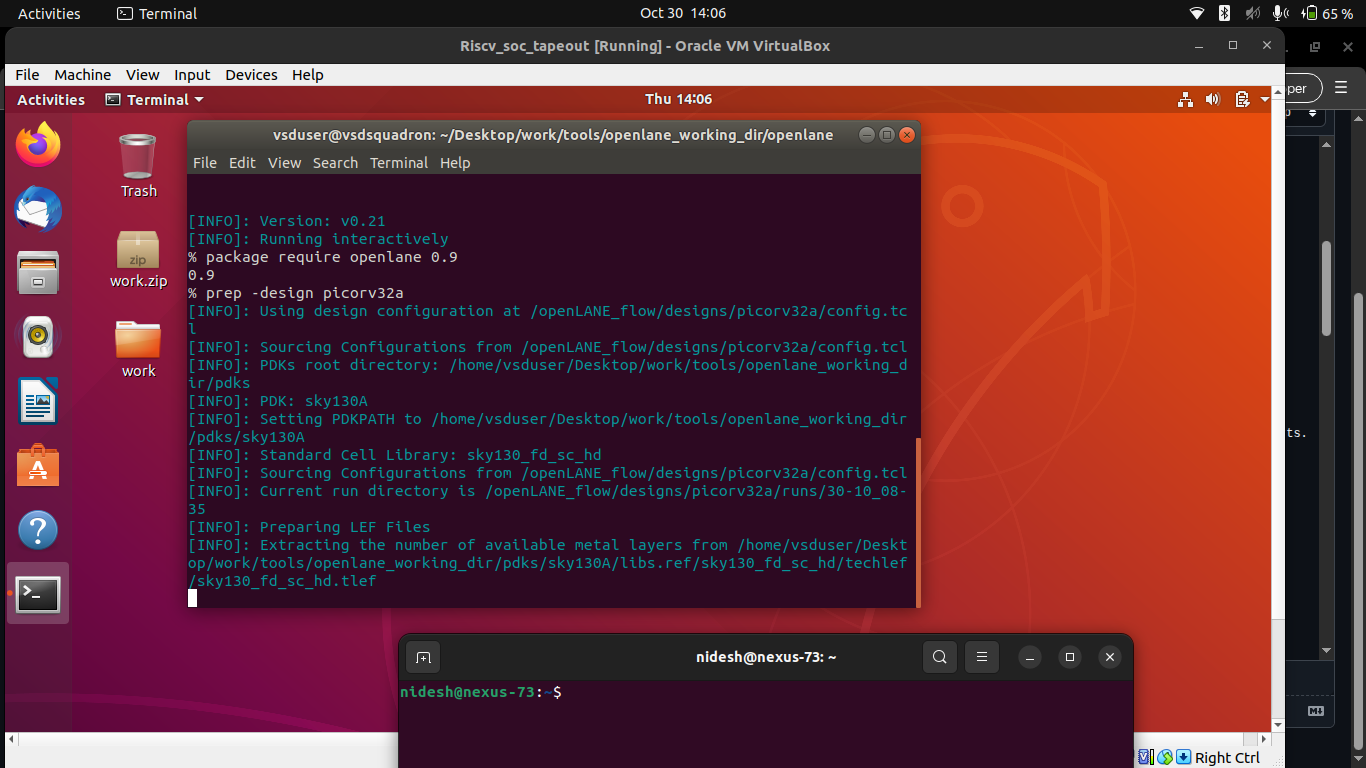 Activities
Terminal
Oct 30 14:06
65 %
Riscv_soc_tapeout [Running] - Oracle VM VirtualBox
File Machine View Input Devices Help
Activities
Terminal
Thu 14:06
per
vsduser@vsdsquadron: ~/Desktop/work/tools/openlane_working_dir/openlane
File Edit View Search Terminal Help
Trash
zip
work.zip
work
[INFO]: Version: v0.21
[INFO]: Running interactively
% package require openlane 0.9
0.9
% prep -design picorv32a
[INFO]: Using design configuration at /openLANE_flow/designs/picorv32a/config.tc
l
[INFO]: Sourcing Configurations from /openLANE_flow/designs/picorv32a/config.tcl
[INFO]: PDKs root directory: /home/vsduser/Desktop/work/tools/openlane_working_d
ir/pdks
[INFO]: PDK: sky130A
[INFO]: Setting PDKPATH to /home/vsduser/Desktop/work/tools/openlane_working_dir
/pdks/sky130A
[INFO]: Standard Cell Library: sky130_fd_sc_hd
[INFO]: Sourcing Configurations from /openLANE_flow/designs/picorv32a/config.tcl
[INFO]: Current run directory is /openLANE_flow/designs/picorv32a/runs/30-10_08-
35
[INFO]: Preparing LEF Files
[INFO]: Extracting the number of available metal layers from /home/vsduser/Deskt
op/work/tools/openlane_working_dir/pdks/sky130A/libs.ref/sky130_fd_sc_hd/techlef
/sky130_fd_sc_hd.tlef
ts.
nidesh@nexus-73: ~
nidesh@nexus-73:~$
Right Ctrl